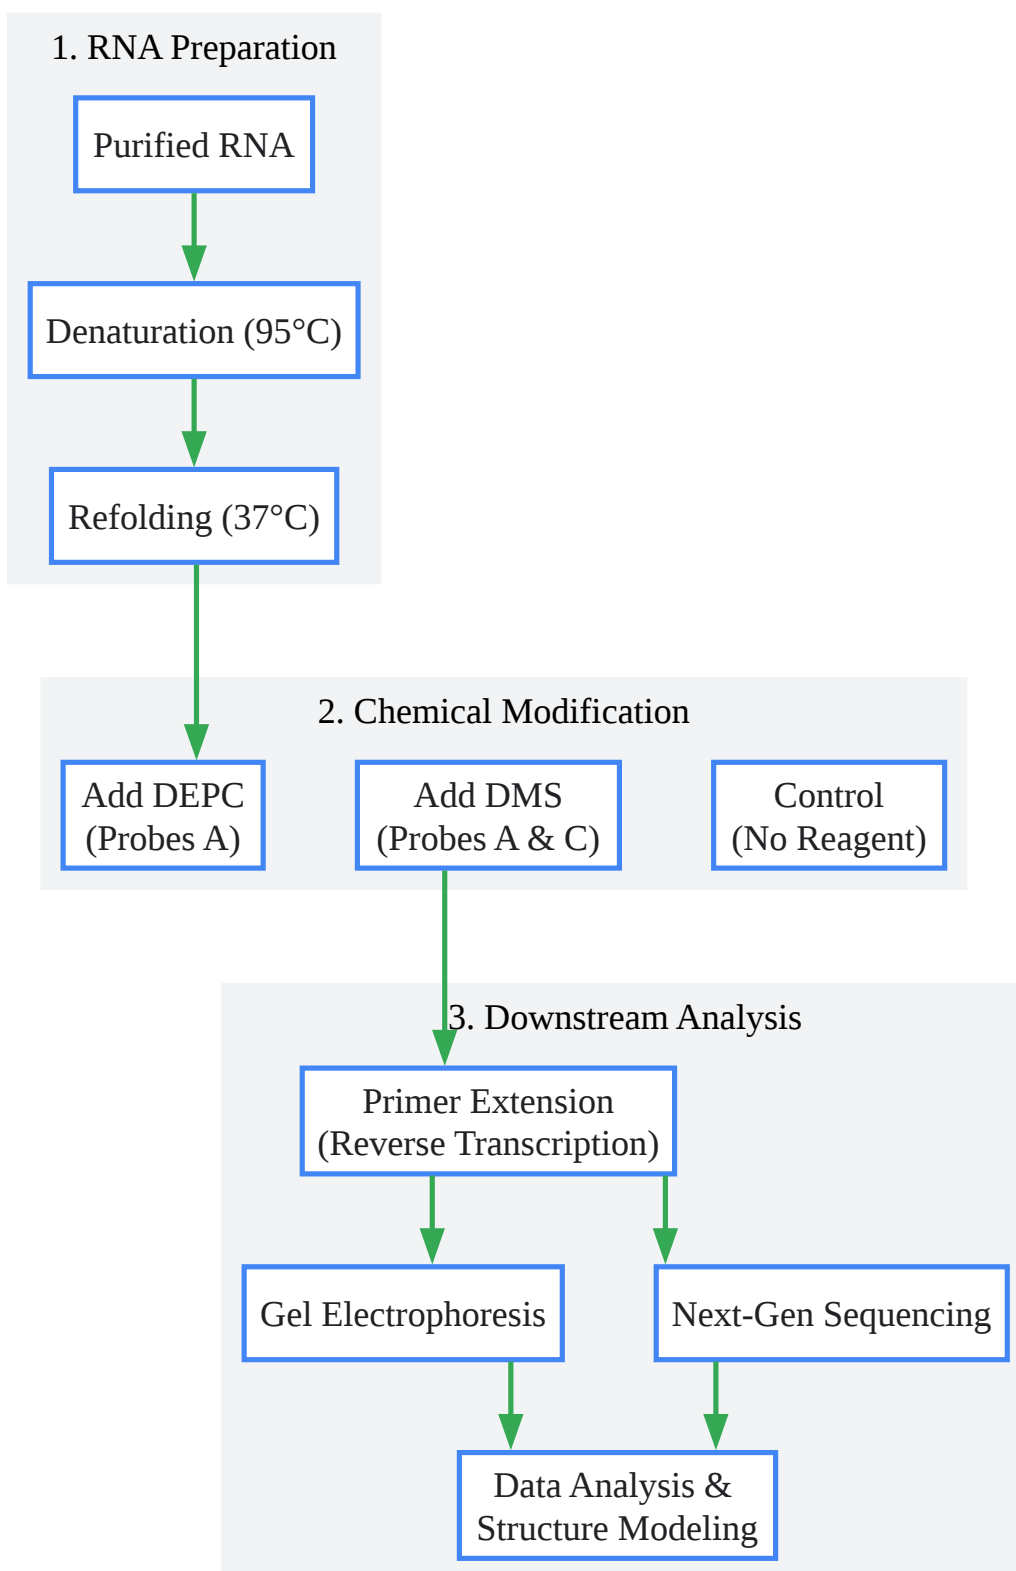 1. RNA Preparation
Purified RNA
Denaturation (95°C)
Refolding (37°C)
2. Chemical Modification
Add DEPC
(Probes A)
Add DMS
(Probes A & C)
Control
(No Reagent)
3. Downstream Analysis
Primer Extension
(Reverse Transcription)
Gel Electrophoresis
Next-Gen Sequencing
Data Analysis &
Structure Modeling